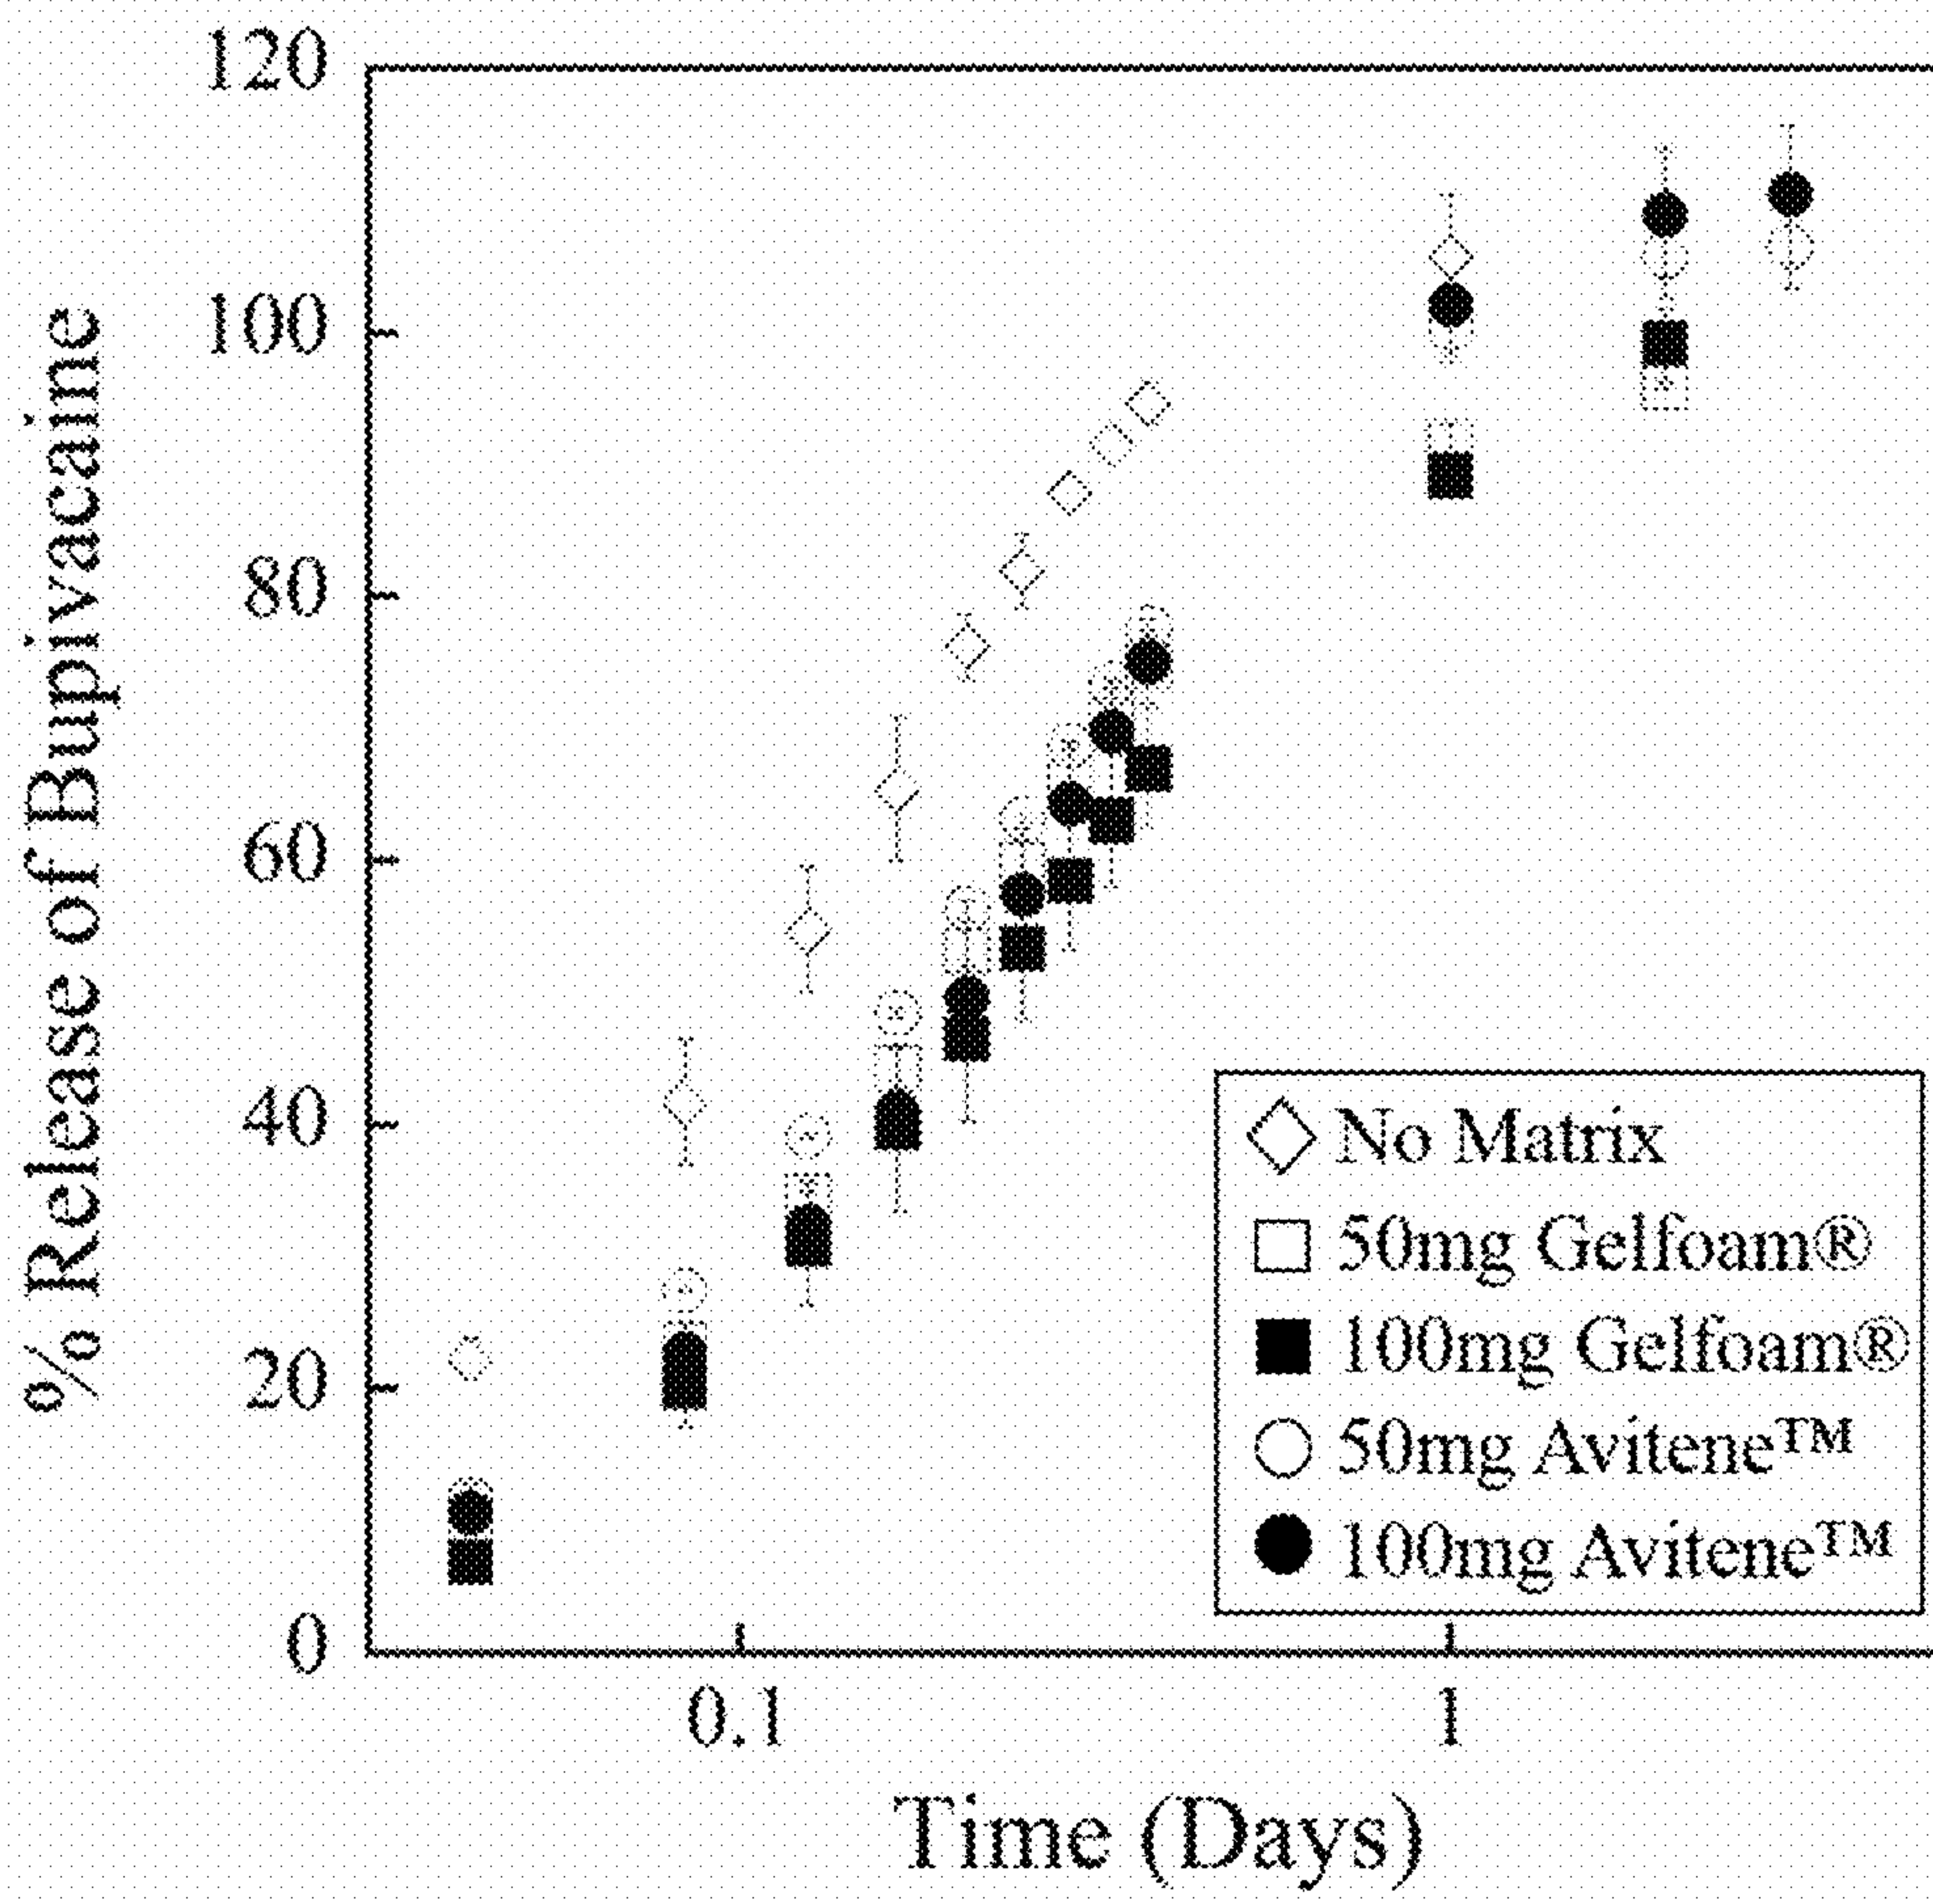 % Release of Bupivacaine
120
100
80
60
40
20
0
0.1
1
Time (Days)
No Matrix
50mg Gelfoam®
100mg Gelfoam®
50mg Avitene™
100mg Avitene™